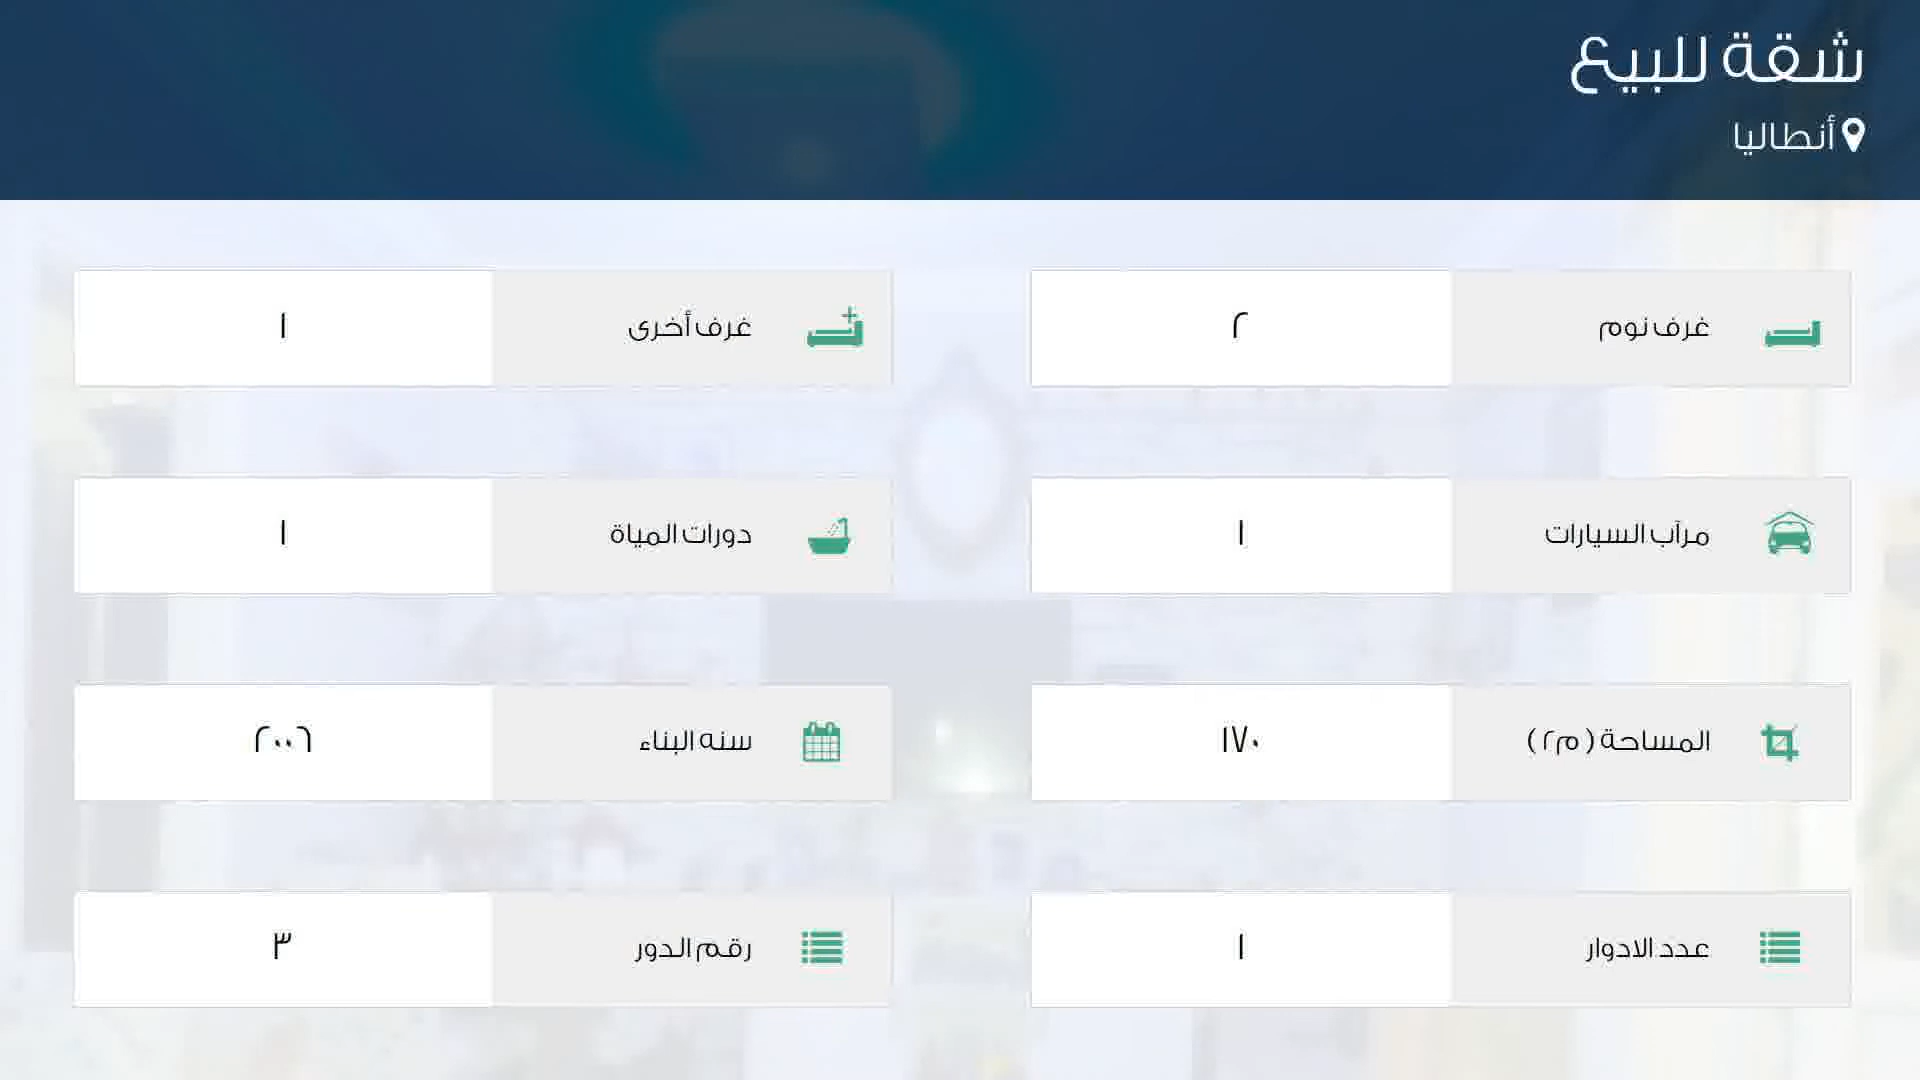 شقة للبيع
أنطاليا
غرف نوم ٢
غرف أخرى ١
مرآب السيارات ١
دورات المياة ١
المساحة ( م٢ ) ١٧٠
سنه البناء ٢٠٠٦
عدد الادوار ١
رقم الدور ٣